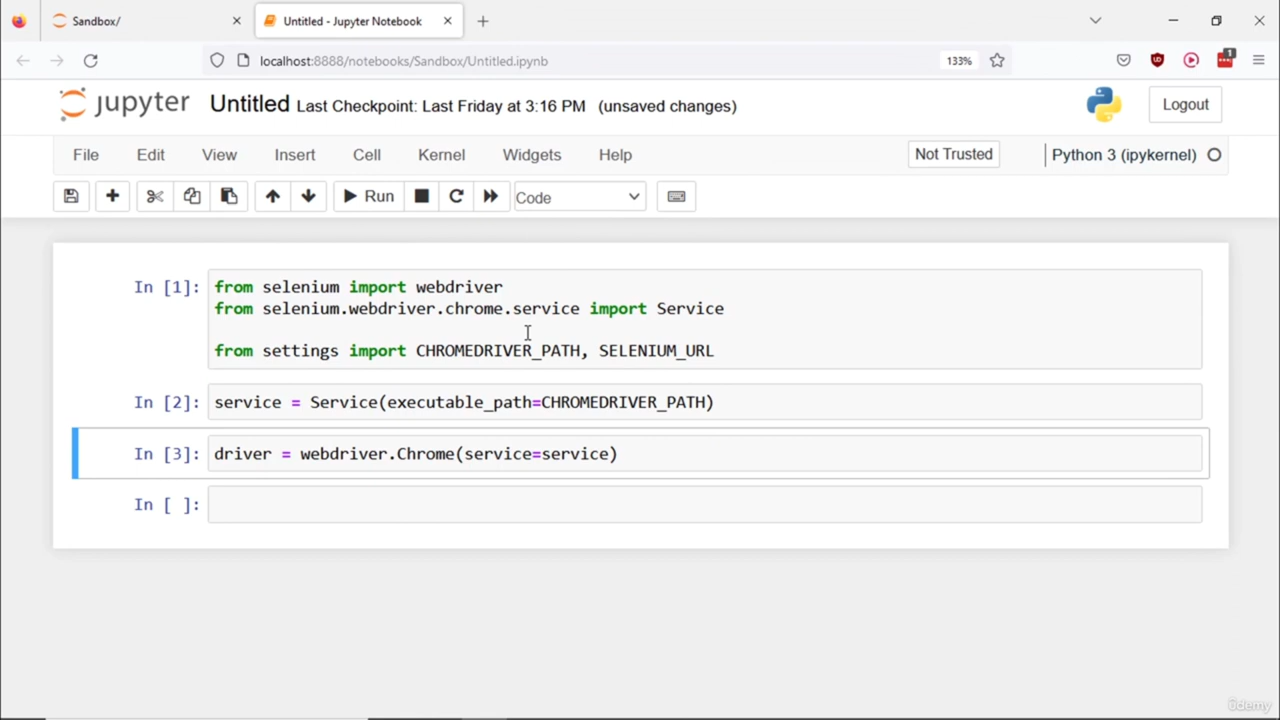 Sandbox/
Untitled - Jupyter Notebook
localhost:8888/notebooks/Sandbox/Untitled.ipynb
133%
1
jupyter Untitled Last Checkpoint: Last Friday at 3:16 PM (unsaved changes)
Logout
File Edit View Insert Cell Kernel Widgets Help
Not Trusted
Python 3 (ipykernel)
Run
Code
In [1]: from selenium import webdriver
from selenium.webdriver.chrome.service import Service
from settings import CHROMEDRIVER_PATH, SELENIUM_URL
In [2]: service = Service(executable_path=CHROMEDRIVER_PATH)
In [3]: driver = webdriver.Chrome(service=service)
In [ ]:
ûdemy